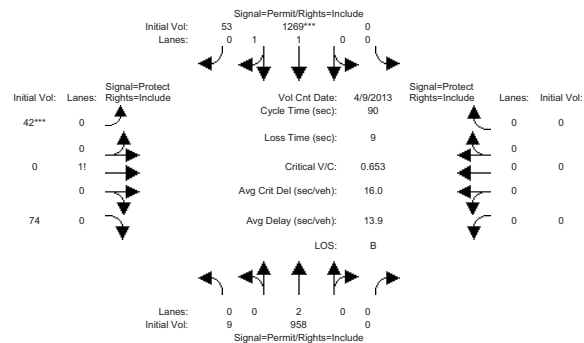 Signal=Permit/Rights=Include
Initial Vol: 53 1269*** 0
Lanes: 0 1 1 0 0
Signal=Protect
Initial Vol: Lanes: Rights=Include
Vol Cnt Date: 4/9/2013
Signal=Protect
Rights=Include Lanes: Initial Vol:
Cycle Time (sec): 90
42*** 0
0 0
Loss Time (sec): 9
0
0
0 1!
Critical V/C: 0.653
0 0
0
Avg Crit Del (sec/veh): 16.0
0
74 0
Avg Delay (sec/veh): 13.9
0 0
LOS: B
Lanes: 0 0 2 0 0
Initial Vol: 9 958 0
Signal=Permit/Rights=Include